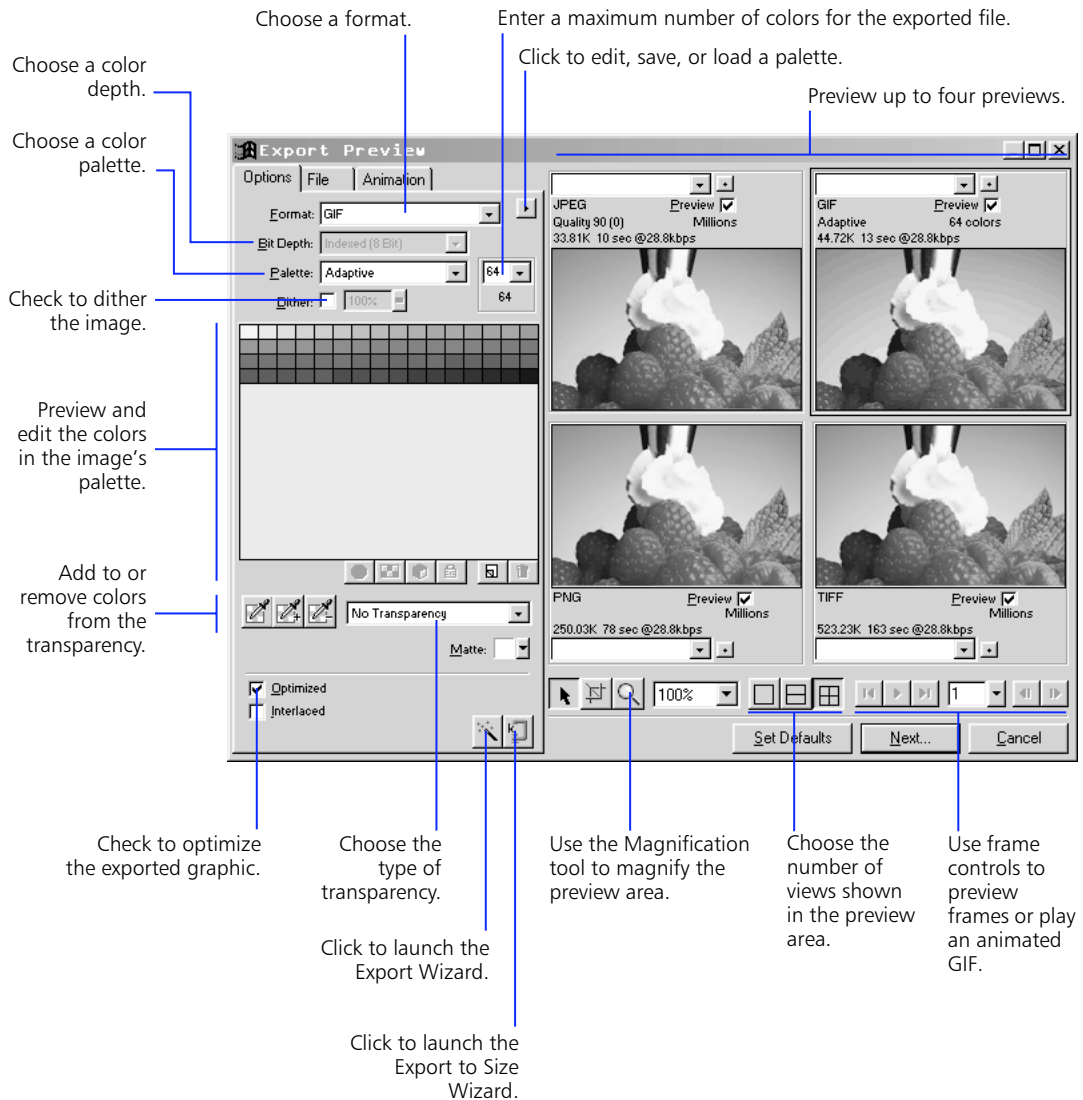 Choose a format.
Enter a maximum number of colors for the exported file.
Click to edit, save, or load a palette.
Choose a color
depth.
Preview up to four previews.
Choose a color
palette.
Export Preview
Options
File
Animation
Format:
GIF
Bit Depth:
Indexed (8 Bit)
Palette:
Adaptive
64
Dither:
100%
64
JPEG
Preview
Quality 90 (0)
Millions
33.81K 10 sec @28.8kbps
GIF
Preview
Adaptive
64 colors
44.72K 13 sec @28.8kbps
Check to dither
the image.
Preview and
edit the colors
in the image's
palette.
Add to or
remove colors
from the
transparency.
No Transparency
Matte:
Optimized
Interlaced
PNG
Preview
Millions
250.03K 78 sec @28.8kbps
TIFF
Preview
Millions
523.23K 163 sec @28.8kbps
100%
1
Set Defaults
Next...
Cancel
Check to optimize
the exported graphic.
Choose the
type of
transparency.
Use the Magnification
tool to magnify the
preview area.
Choose the
number of
views shown
in the preview
area.
Use frame
controls to
preview
frames or play
an animated
GIF.
Click to launch the
Export Wizard.
Click to launch the
Export to Size
Wizard.